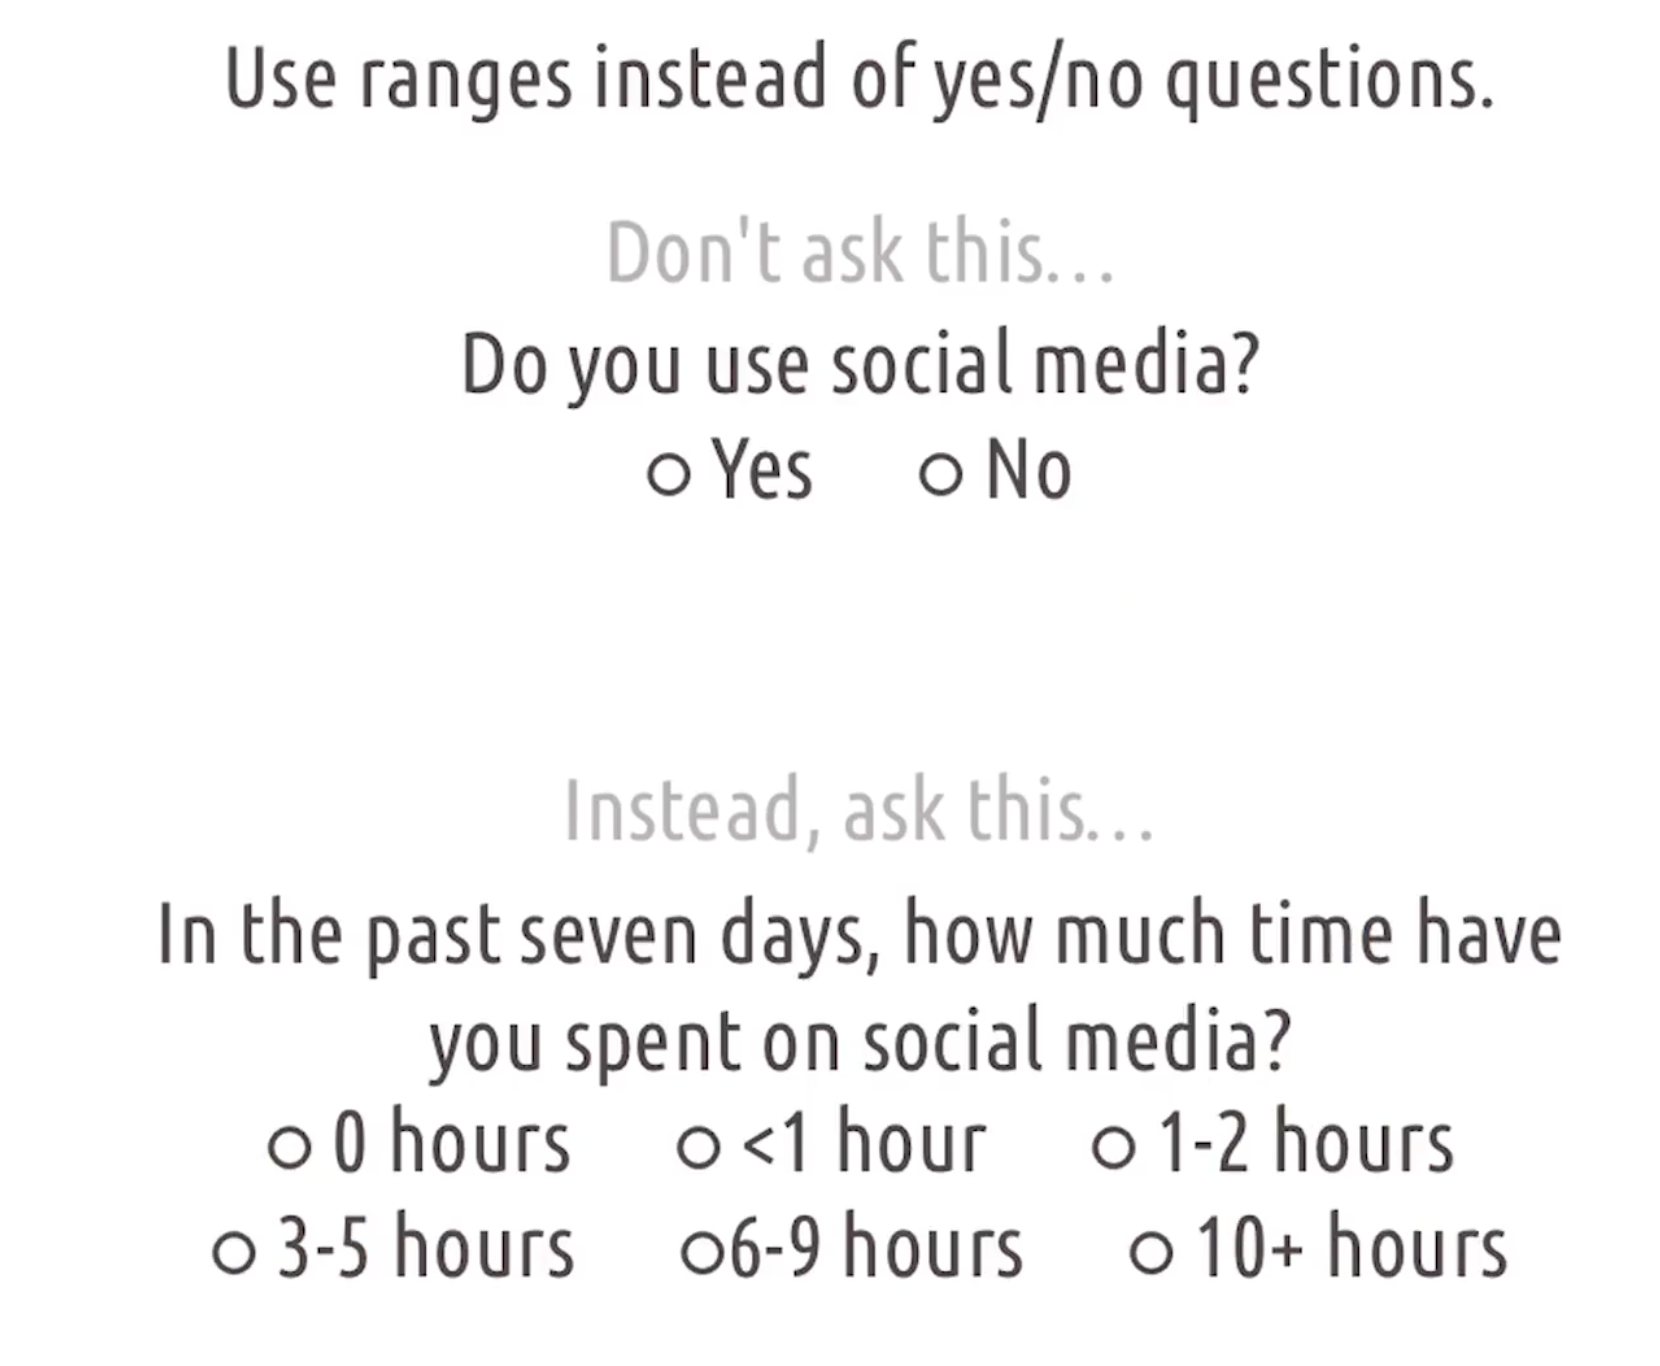 Use ranges instead of yes/no questions.
Don't ask this...
Do you use social media?
○ Yes ○ No
Instead, ask this...
In the past seven days, how much time have
you spent on social media?
○ 0 hours ○ <1 hour ○ 1-2 hours
○ 3-5 hours ○6-9 hours ○ 10+ hours